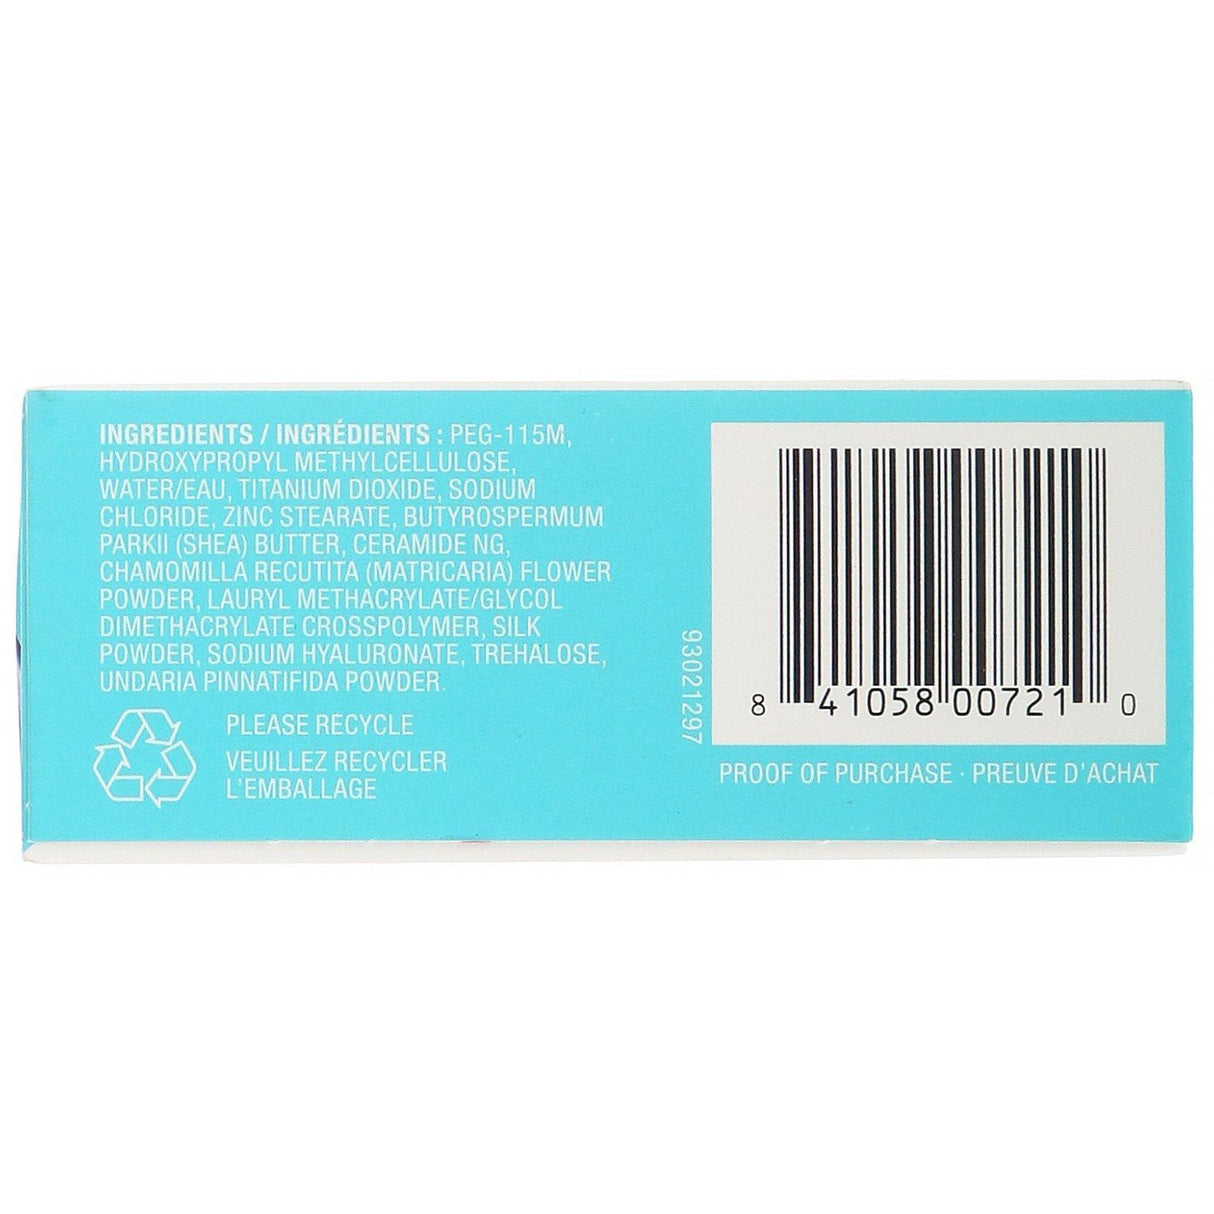 INGREDIENTS / INGRÉDIENTS : PEG-115M,
HYDROXYPROPYL METHYLCELLULOSE,
WATER/EAU, TITANIUM DIOXIDE, SODIUM
CHLORIDE, ZINC STEARATE, BUTYROSPERMUM
PARKII (SHEA) BUTTER, CERAMIDE NG,
CHAMOMILLA RECUTITA (MATRICARIA) FLOWER
POWDER, LAURYL METHACRYLATE/GLYCOL
DIMETHACRYLATE CROSSPOLYMER, SILK
POWDER, SODIUM HYALURONATE, TREHALOSE,
UNDARIA PINNATIFIDA POWDER.
PLEASE RECYCLE
VEUILLEZ RECYCLER
L'EMBALLAGE
93021297
8 41058 00721 0
PROOF OF PURCHASE · PREUVE D'ACHAT